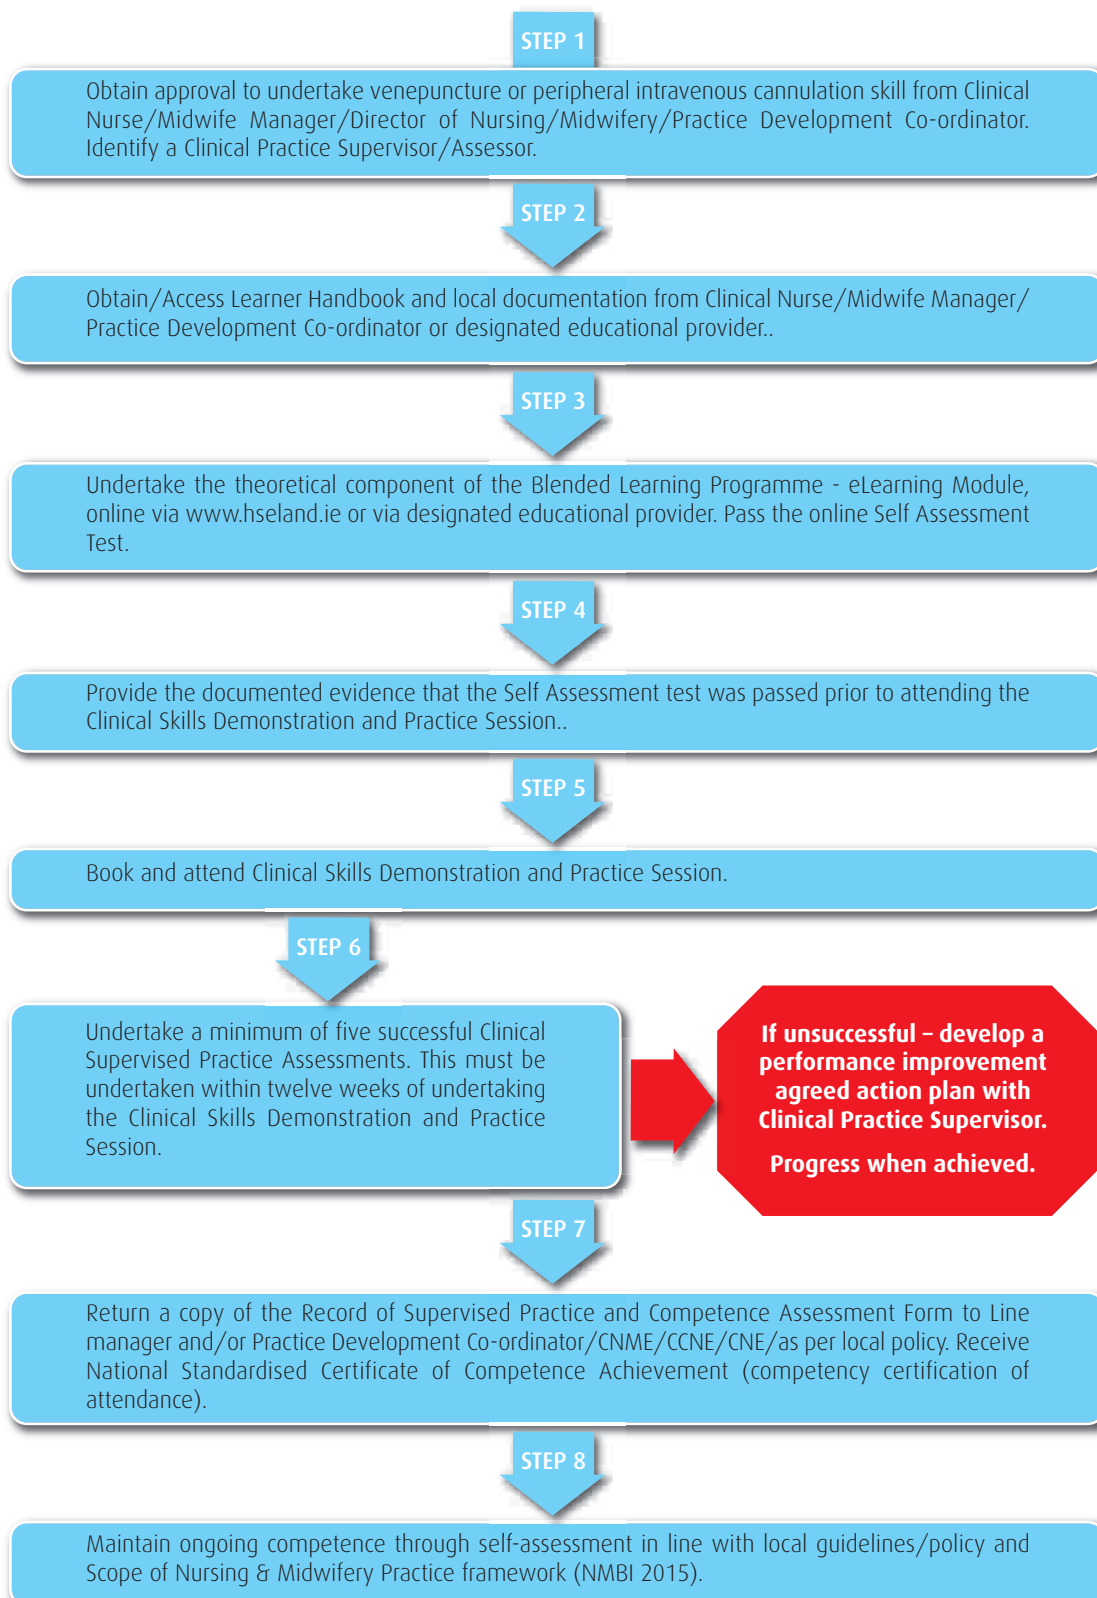 STEP 1
Obtain approval to undertake venepuncture or peripheral intravenous cannulation skill from Clinical
Nurse/Midwife Manager/Director of Nursing/Midwifery/Practice Development Co-ordinator.
Identify a Clinical Practice Supervisor/Assessor.
STEP 2
Obtain/Access Learner Handbook and local documentation from Clinical Nurse/Midwife Manager/
Practice Development Co-ordinator or designated educational provider..
STEP 3
Undertake the theoretical component of the Blended Learning Programme - eLearning Module,
online via www.hseland.ie or via designated educational provider. Pass the online Self Assessment
Test.
STEP 4
Provide the documented evidence that the Self Assessment test was passed prior to attending the
Clinical Skills Demonstration and Practice Session..
STEP 5
Book and attend Clinical Skills Demonstration and Practice Session.
STEP 6
Undertake a minimum of five successful Clinical
Supervised Practice Assessments. This must be
undertaken within twelve weeks of undertaking
the Clinical Skills Demonstration and Practice
Session.
If unsuccessful – develop a
performance improvement
agreed action plan with
Clinical Practice Supervisor.
Progress when achieved.
STEP 7
Return a copy of the Record of Supervised Practice and Competence Assessment Form to Line
manager and/or Practice Development Co-ordinator/CNME/CCNE/CNE/as per local policy. Receive
National Standardised Certificate of Competence Achievement (competency certification of
attendance).
STEP 8
Maintain ongoing competence through self-assessment in line with local guidelines/policy and
Scope of Nursing & Midwifery Practice framework (NMBI 2015).